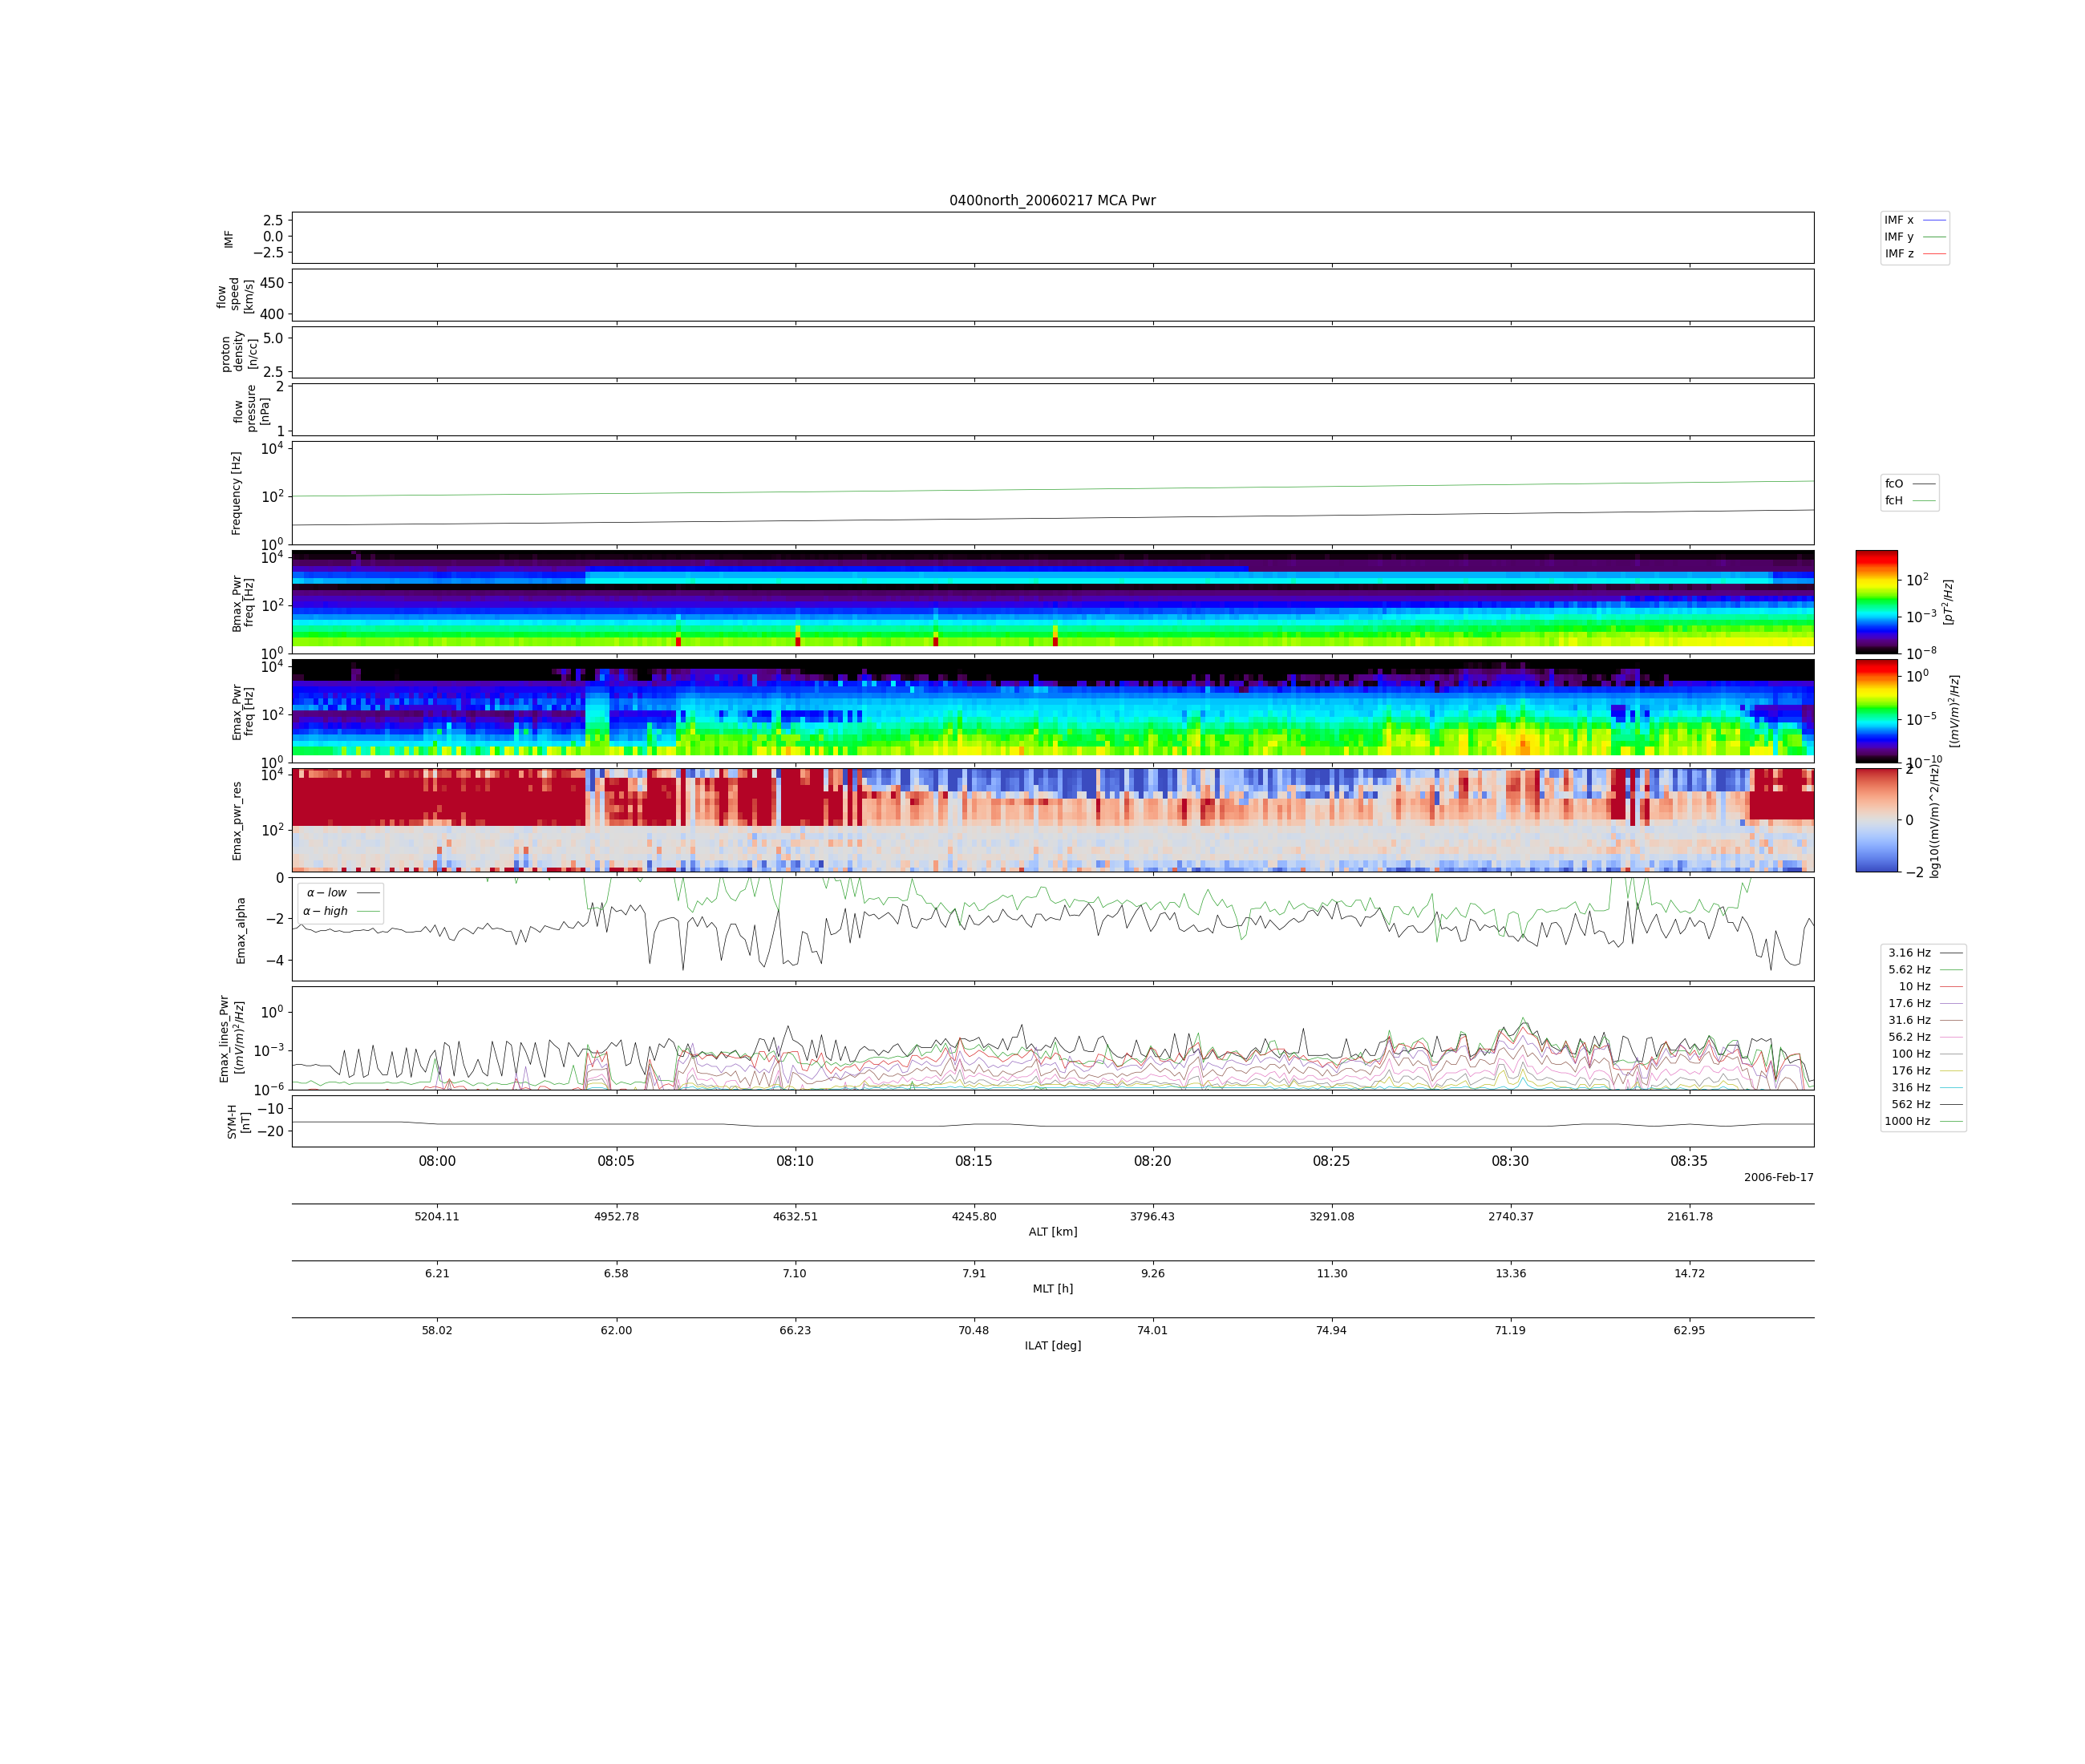 0400north_20060217 MCA Pwr
IMF
2.5
0.0
−2.5
IMF x
IMF y
IMF z
flow
speed
[km/s]
450
400
proton
density
[n/cc]
5.0
2.5
flow
pressure
[nPa]
2
1
Frequency [Hz]
10^4
10^2
10^0
fcO
fcH
Bmax_Pwr
freq [Hz]
10^4
10^2
10^0
10^2
10^−3
10^−8
[pT^2/Hz]
Emax_Pwr
freq [Hz]
10^4
10^2
10^0
10^0
10^−5
10^−10
[(mV/m)^2/Hz]
Emax_pwr_res
10^4
10^2
2
0
−2
log10((mV/m)^2/Hz)
Emax_alpha
0
−2
−4
α − low
α − high
Emax_lines_Pwr
[(mV/m)^2/Hz]
10^0
10^−3
10^−6
3.16 Hz
5.62 Hz
10 Hz
17.6 Hz
31.6 Hz
56.2 Hz
100 Hz
176 Hz
316 Hz
562 Hz
1000 Hz
SYM-H
[nT]
−10
−20
08:00 08:05 08:10 08:15 08:20 08:25 08:30 08:35
2006-Feb-17
5204.11 4952.78 4632.51 4245.80 3796.43 3291.08 2740.37 2161.78
ALT [km]
6.21 6.58 7.10 7.91 9.26 11.30 13.36 14.72
MLT [h]
58.02 62.00 66.23 70.48 74.01 74.94 71.19 62.95
ILAT [deg]